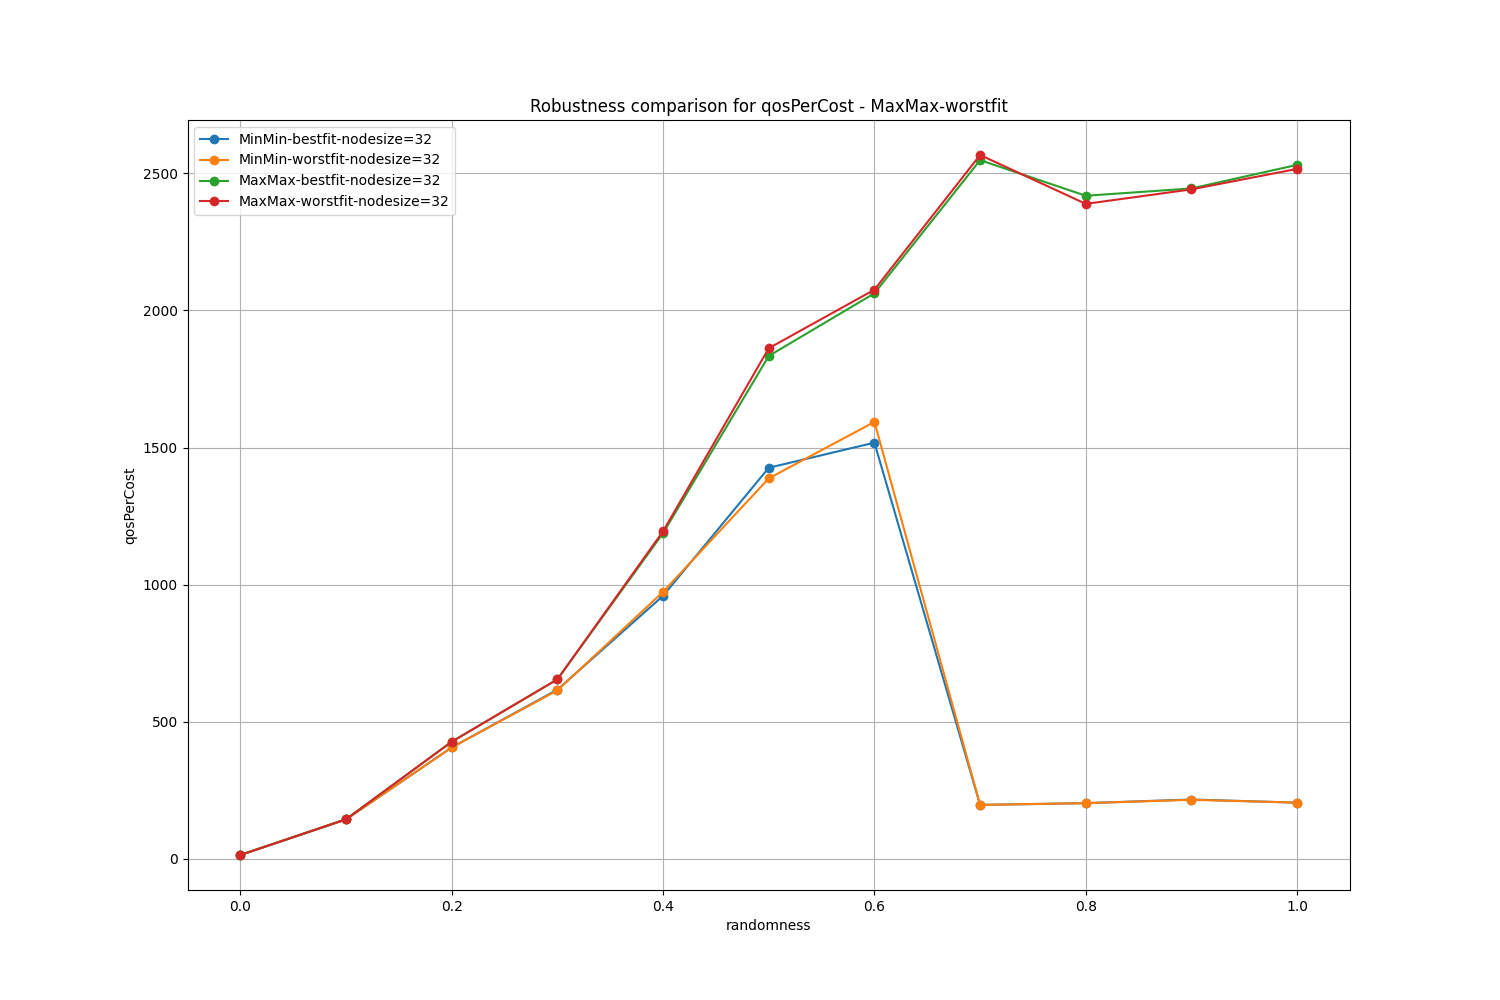 Robustness comparison for qosPerCost - MaxMax-worstfit
MinMin-bestfit-nodesize=32
MinMin-worstfit-nodesize=32
MaxMax-bestfit-nodesize=32
MaxMax-worstfit-nodesize=32
2500
2000
1500
1000
500
0
qosPerCost
0.0
0.2
0.4
0.6
0.8
1.0
randomness